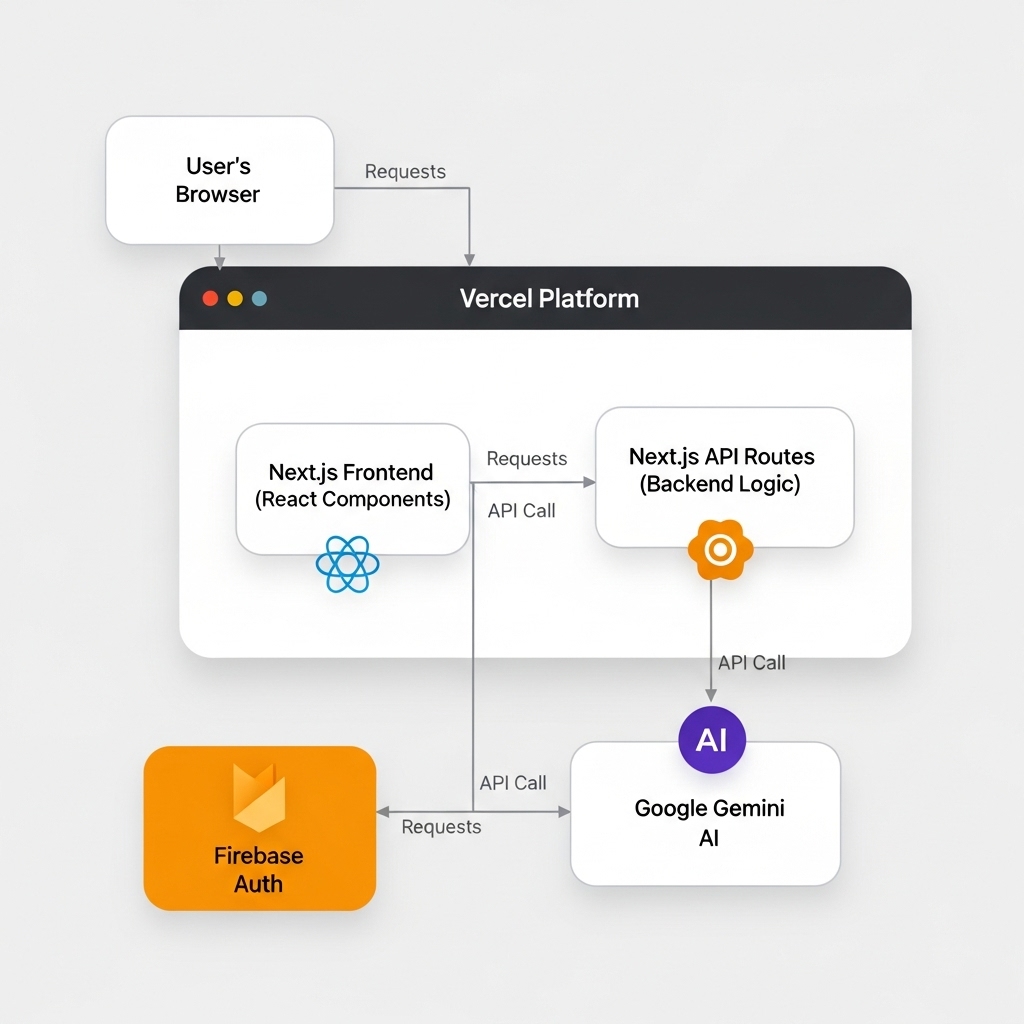 User's
Browser
Requests
Vercel Platform
Next.js Frontend
(React Components)
Requests
API Call
Next.js API Routes
(Backend Logic)
API Call
AI
Google Gemini
AI
API Call
Requests
Firebase
Auth